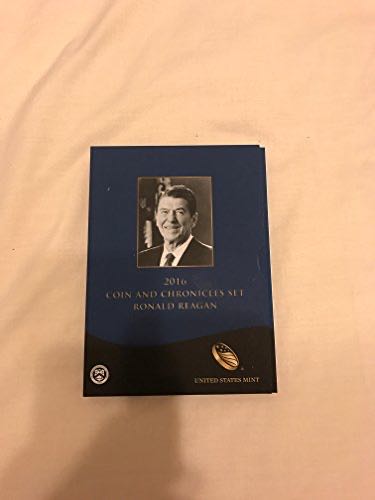 2016
COIN AND CHRONICLES SET
RONALD REAGAN
UNITED STATES MINT